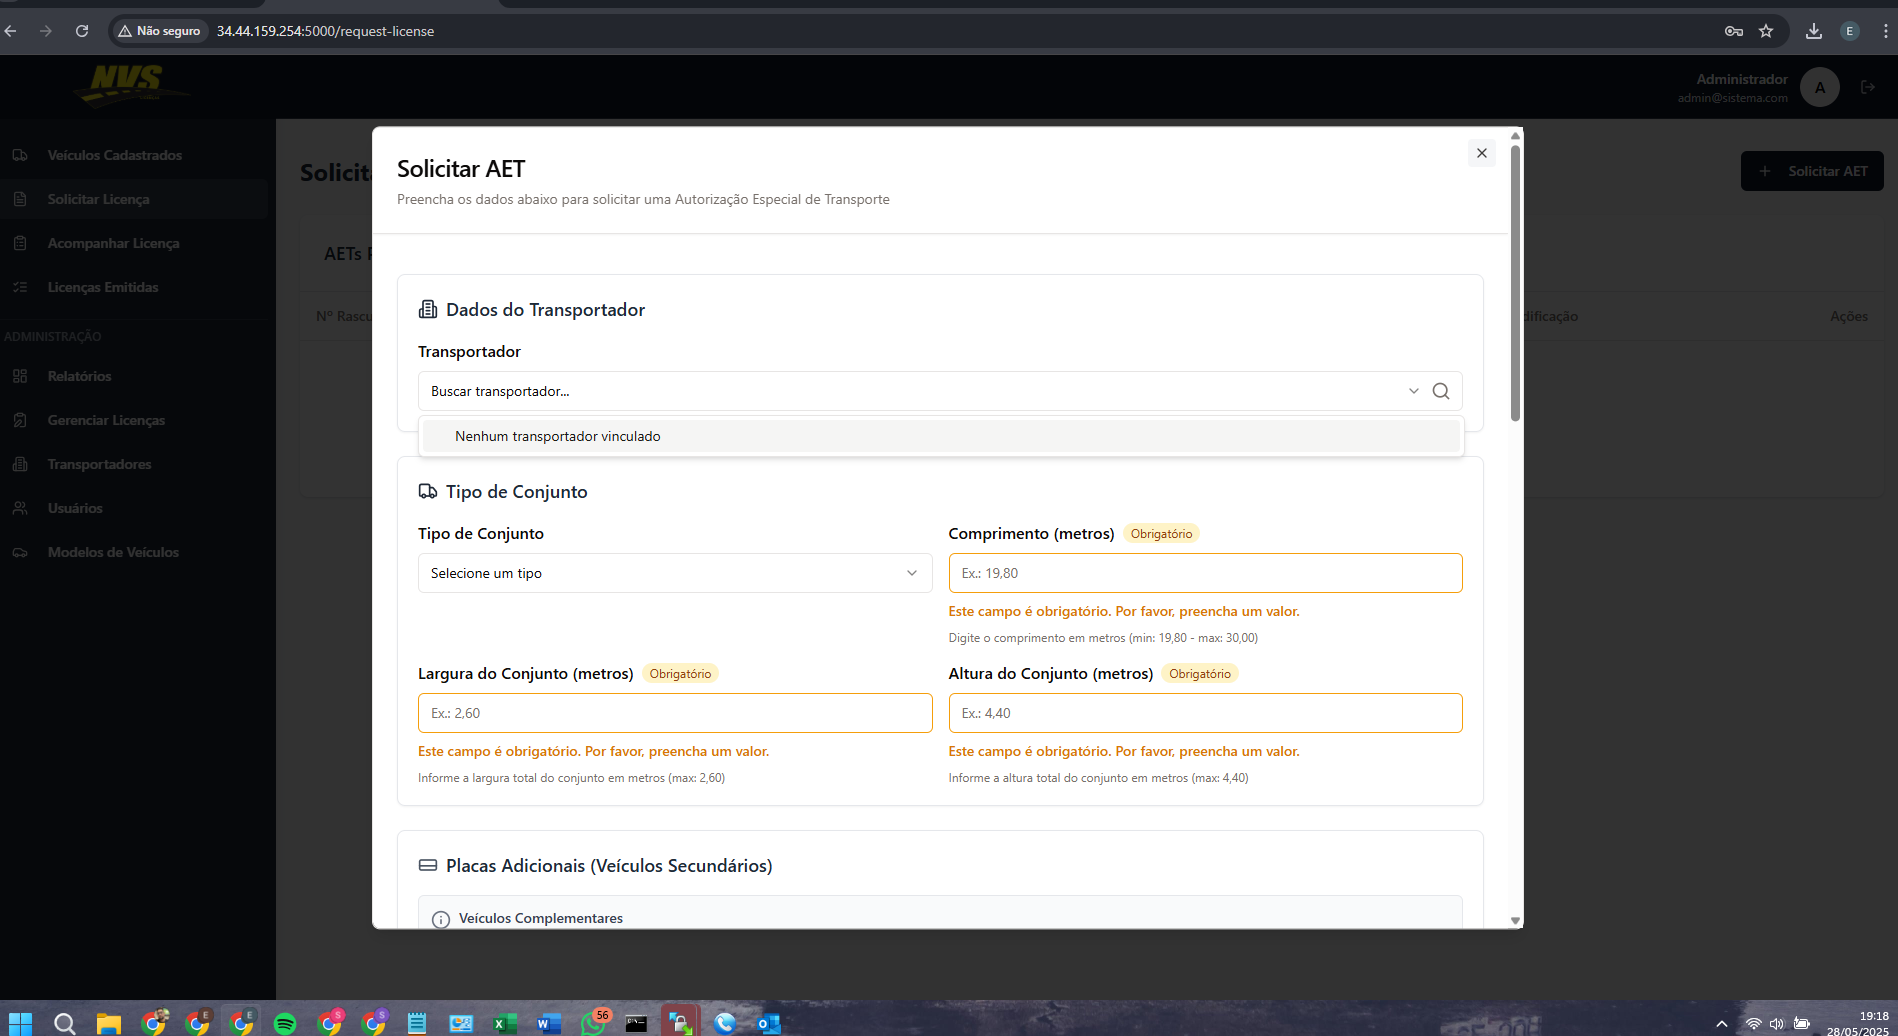 Não seguro
34.44.159.254:5000/request-license
E
NVS
Administrador
admin@sistema.com
A
Veículos Cadastrados
Solicitar Licença
Acompanhar Licença
Licenças Emitidas
ADMINISTRAÇÃO
Relatórios
Gerenciar Licenças
Transportadores
Usuários
Modelos de Veículos
Solicita
Solicitar AET
AETs
Nº Rascu
dificação
Ações
Solicitar AET
Preencha os dados abaixo para solicitar uma Autorização Especial de Transporte
Dados do Transportador
Transportador
Buscar transportador...
Nenhum transportador vinculado
Tipo de Conjunto
Tipo de Conjunto
Selecione um tipo
Comprimento (metros) Obrigatório
Ex.: 19,80
Este campo é obrigatório. Por favor, preencha um valor.
Digite o comprimento em metros (min: 19,80 - max: 30,00)
Largura do Conjunto (metros) Obrigatório
Ex.: 2,60
Este campo é obrigatório. Por favor, preencha um valor.
Informe a largura total do conjunto em metros (max: 2,60)
Altura do Conjunto (metros) Obrigatório
Ex.: 4,40
Este campo é obrigatório. Por favor, preencha um valor.
Informe a altura total do conjunto em metros (max: 4,40)
Placas Adicionais (Veículos Secundários)
Veículos Complementares
E
E
S
S
56
19:18
28/05/2025